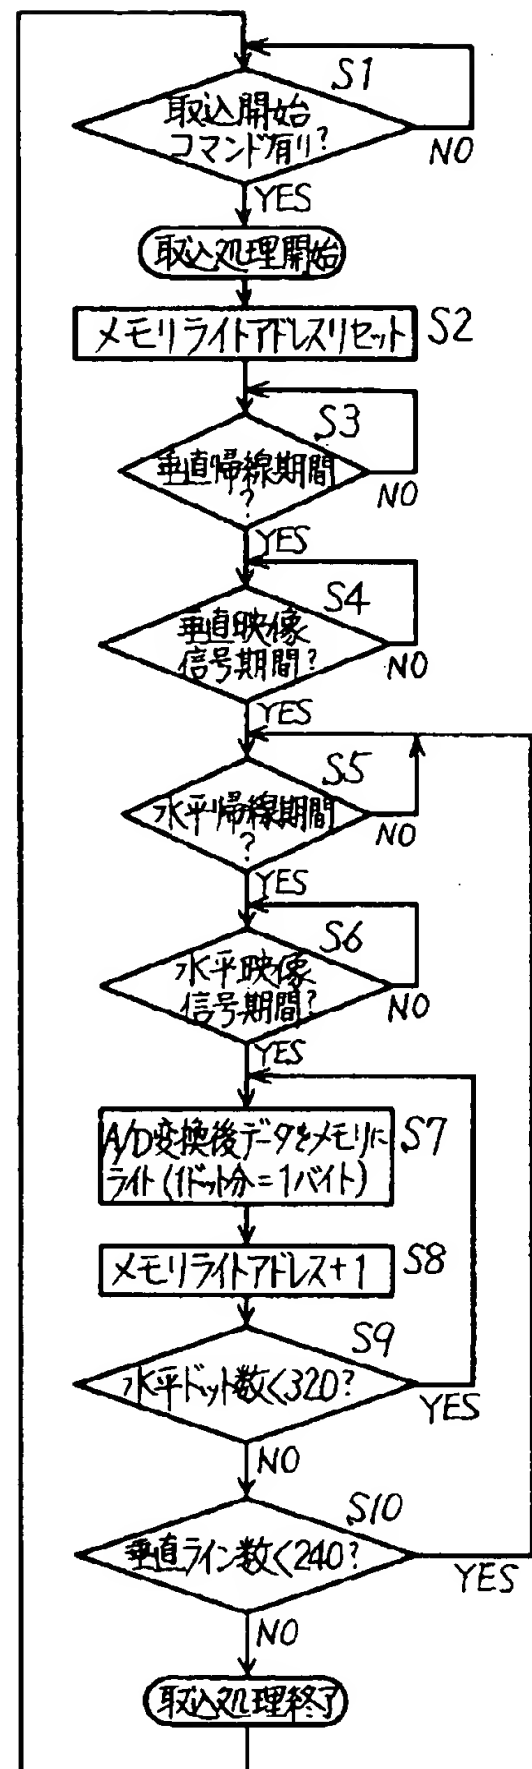 S1
取込開始
コマンド有り?
NO
YES
取込処理開始
メモリライトアドレスリセット
S2
S3
垂直帰線期間
?
NO
YES
S4
垂直映像
信号期間?
NO
YES
S5
水平帰線期間
?
NO
YES
S6
水平映像
信号期間?
NO
YES
A/D変換後データをメモリに
ライト(1ドット分=1バイト)
S7
メモリライトアドレス+1
S8
S9
水平ドット数<320?
YES
NO
S10
垂直ライン数<240?
YES
NO
取込処理終了